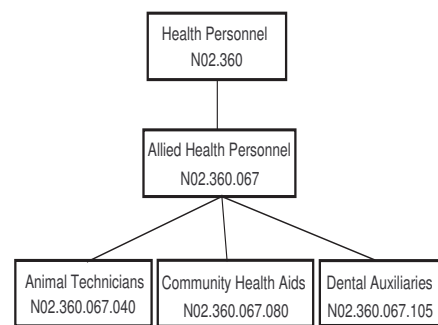 Health Personnel
N02.360
Allied Health Personnel
N02.360.067
Animal Technicians
N02.360.067.040
Community Health Aids
N02.360.067.080
Dental Auxiliaries
N02.360.067.105